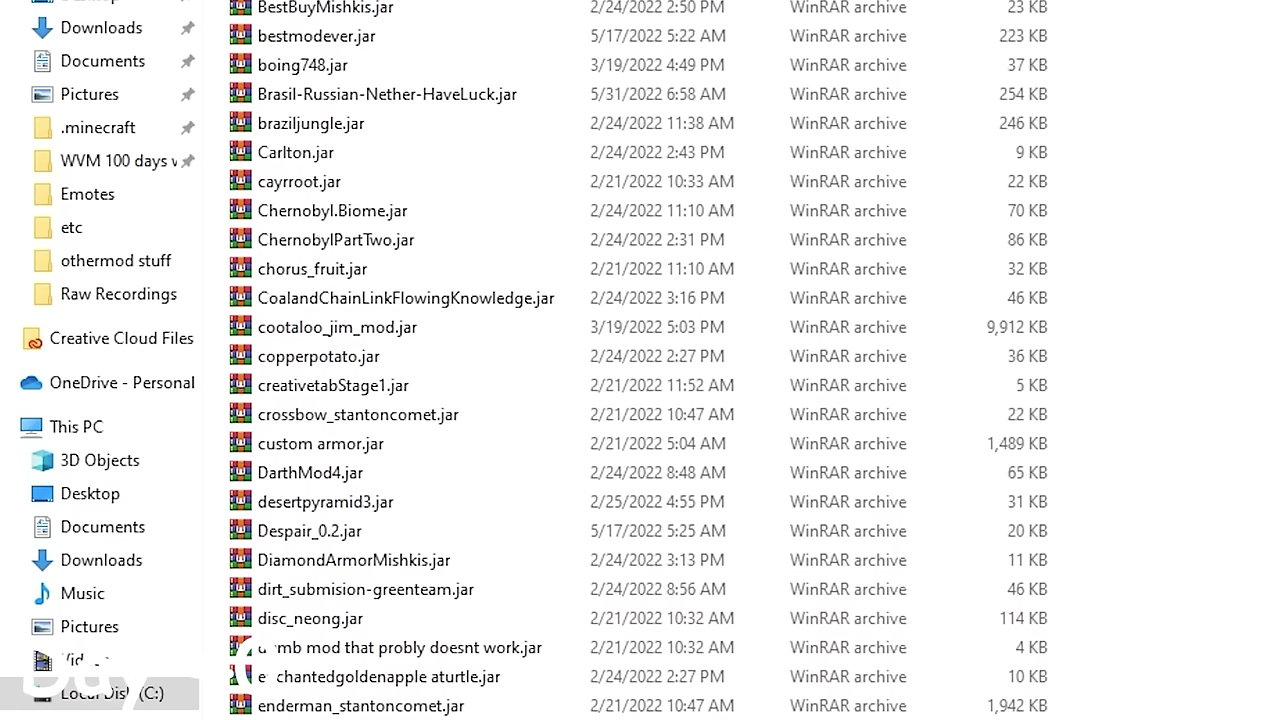 Downloads
Documents
Pictures
.minecraft
WVM 100 days
Emotes
etc
othermod stuff
Raw Recordings
Creative Cloud Files
OneDrive - Personal
This PC
3D Objects
Desktop
Documents
Downloads
Music
Pictures
Local Disk (C:)
BestBuyMishkis.jar 2/24/2022 2:50 PM WinRAR archive 23 KB
bestmodever.jar 5/17/2022 5:22 AM WinRAR archive 223 KB
boing748.jar 3/19/2022 4:49 PM WinRAR archive 37 KB
Brasil-Russian-Nether-HaveLuck.jar 5/31/2022 6:58 AM WinRAR archive 254 KB
braziljungle.jar 2/24/2022 11:38 AM WinRAR archive 246 KB
Carlton.jar 2/24/2022 2:43 PM WinRAR archive 9 KB
cayrroot.jar 2/21/2022 10:33 AM WinRAR archive 22 KB
Chernobyl.Biome.jar 2/24/2022 11:10 AM WinRAR archive 70 KB
ChernobylPartTwo.jar 2/24/2022 2:31 PM WinRAR archive 86 KB
chorus_fruit.jar 2/21/2022 11:10 AM WinRAR archive 32 KB
CoalandChainLinkFlowingKnowledge.jar 2/24/2022 3:16 PM WinRAR archive 46 KB
cootaloo_jim_mod.jar 3/19/2022 5:03 PM WinRAR archive 9,912 KB
copperpotato.jar 2/24/2022 2:27 PM WinRAR archive 36 KB
creativetabStage1.jar 2/21/2022 11:52 AM WinRAR archive 5 KB
crossbow_stantoncomet.jar 2/21/2022 10:47 AM WinRAR archive 22 KB
custom armor.jar 2/21/2022 5:04 AM WinRAR archive 1,489 KB
DarthMod4.jar 2/24/2022 8:48 AM WinRAR archive 65 KB
desertpyramid3.jar 2/25/2022 4:55 PM WinRAR archive 31 KB
Despair_0.2.jar 5/17/2022 5:25 AM WinRAR archive 20 KB
DiamondArmorMishkis.jar 2/24/2022 3:13 PM WinRAR archive 11 KB
dirt_submision-greenteam.jar 2/24/2022 8:56 AM WinRAR archive 46 KB
disc_neong.jar 2/21/2022 10:32 AM WinRAR archive 114 KB
mod that probly doesnt work.jar 2/21/2022 10:32 AM WinRAR archive 4 KB
aturtle.jar 2/24/2022 2:27 PM WinRAR archive 10 KB
enderman_stantoncomet.jar 2/21/2022 10:47 AM WinRAR archive 1,942 KB
Day